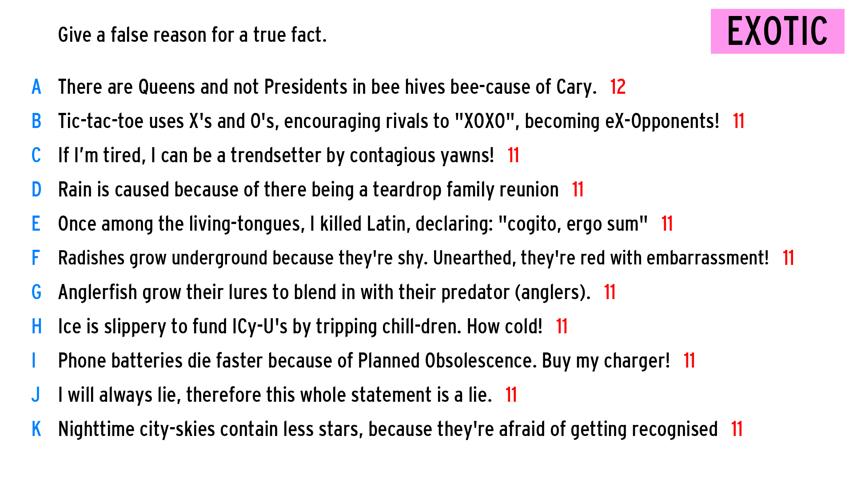 Give a false reason for a true fact.
EXOTIC
A There are Queens and not Presidents in bee hives bee-cause of Cary. 12
B Tic-tac-toe uses X's and O's, encouraging rivals to "XOXO", becoming eX-Opponents! 11
C If I'm tired, I can be a trendsetter by contagious yawns! 11
D Rain is caused because of there being a teardrop family reunion 11
E Once among the living-tongues, I killed Latin, declaring: "cogito, ergo sum" 11
F Radishes grow underground because they're shy. Unearthed, they're red with embarrassment! 11
G Anglerfish grow their lures to blend in with their predator (anglers). 11
H Ice is slippery to fund ICy-U's by tripping chill-dren. How cold! 11
I Phone batteries die faster because of Planned Obsolescence. Buy my charger! 11
J I will always lie, therefore this whole statement is a lie. 11
K Nighttime city-skies contain less stars, because they're afraid of getting recognised 11